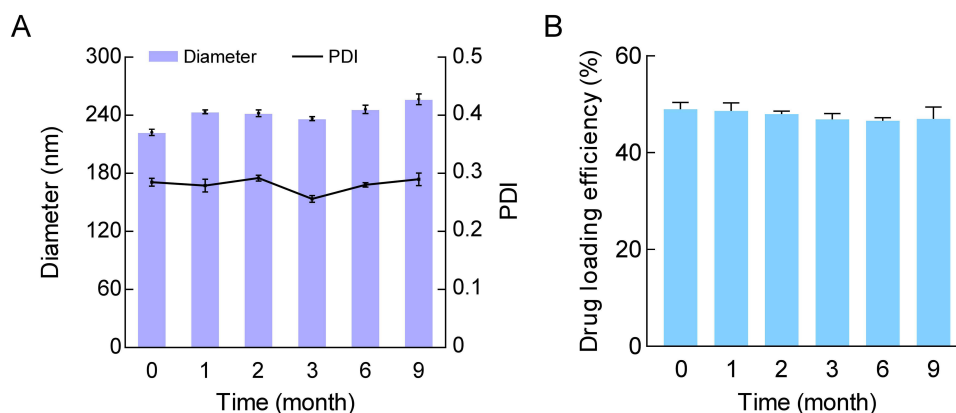 A
Diameter
PDI
300
240
180
120
60
0
Diameter (nm)
0.5
0.4
0.3
0.2
0.1
0
PDI
0 1 2 3 6 9
Time (month)
B
60
40
20
0
Drug loading efficiency (%)
0 1 2 3 6 9
Time (month)